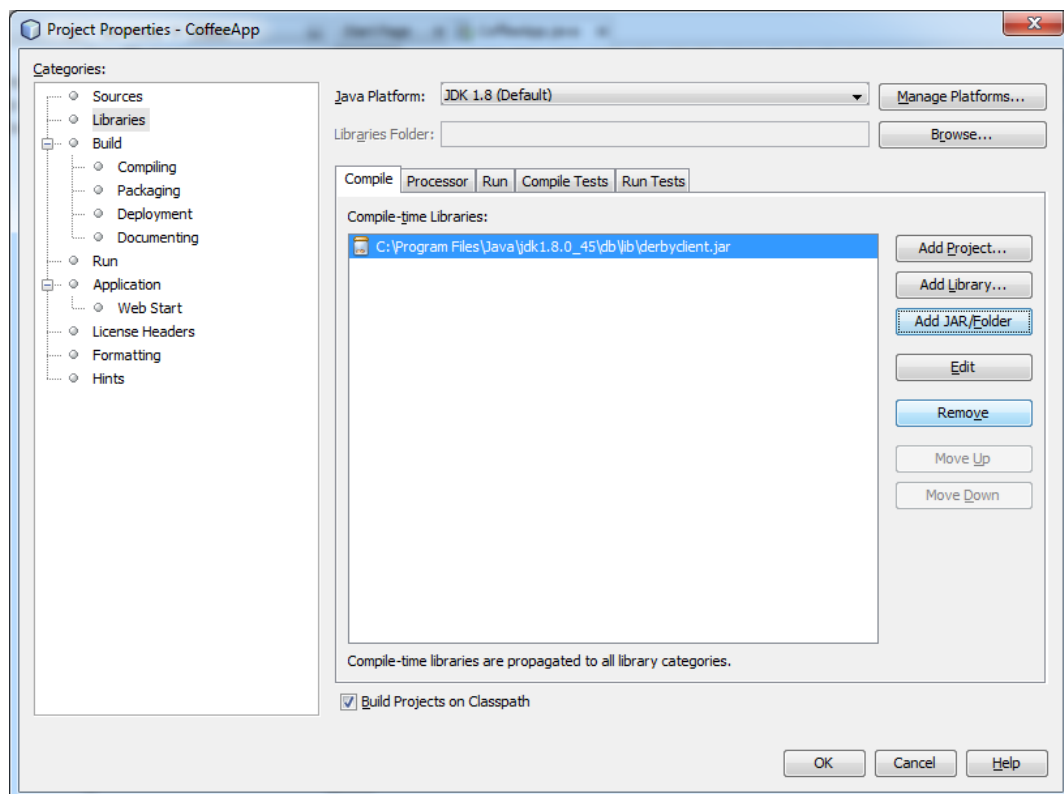 Project Properties - CoffeeApp
Categories:
Sources
Libraries
Build
Compiling
Packaging
Deployment
Documenting
Run
Application
Web Start
License Headers
Formatting
Hints
Java Platform: JDK 1.8 (Default) Manage Platforms...
Libraries Folder: Browse...
Compile Processor Run Compile Tests Run Tests
Compile-time Libraries:
C:\Program Files\Java\jdk1.8.0_45\db\lib\derbyclient.jar
Add Project...
Add Library...
Add JAR/Folder
Edit
Remove
Move Up
Move Down
Compile-time libraries are propagated to all library categories.
Build Projects on Classpath
OK Cancel Help